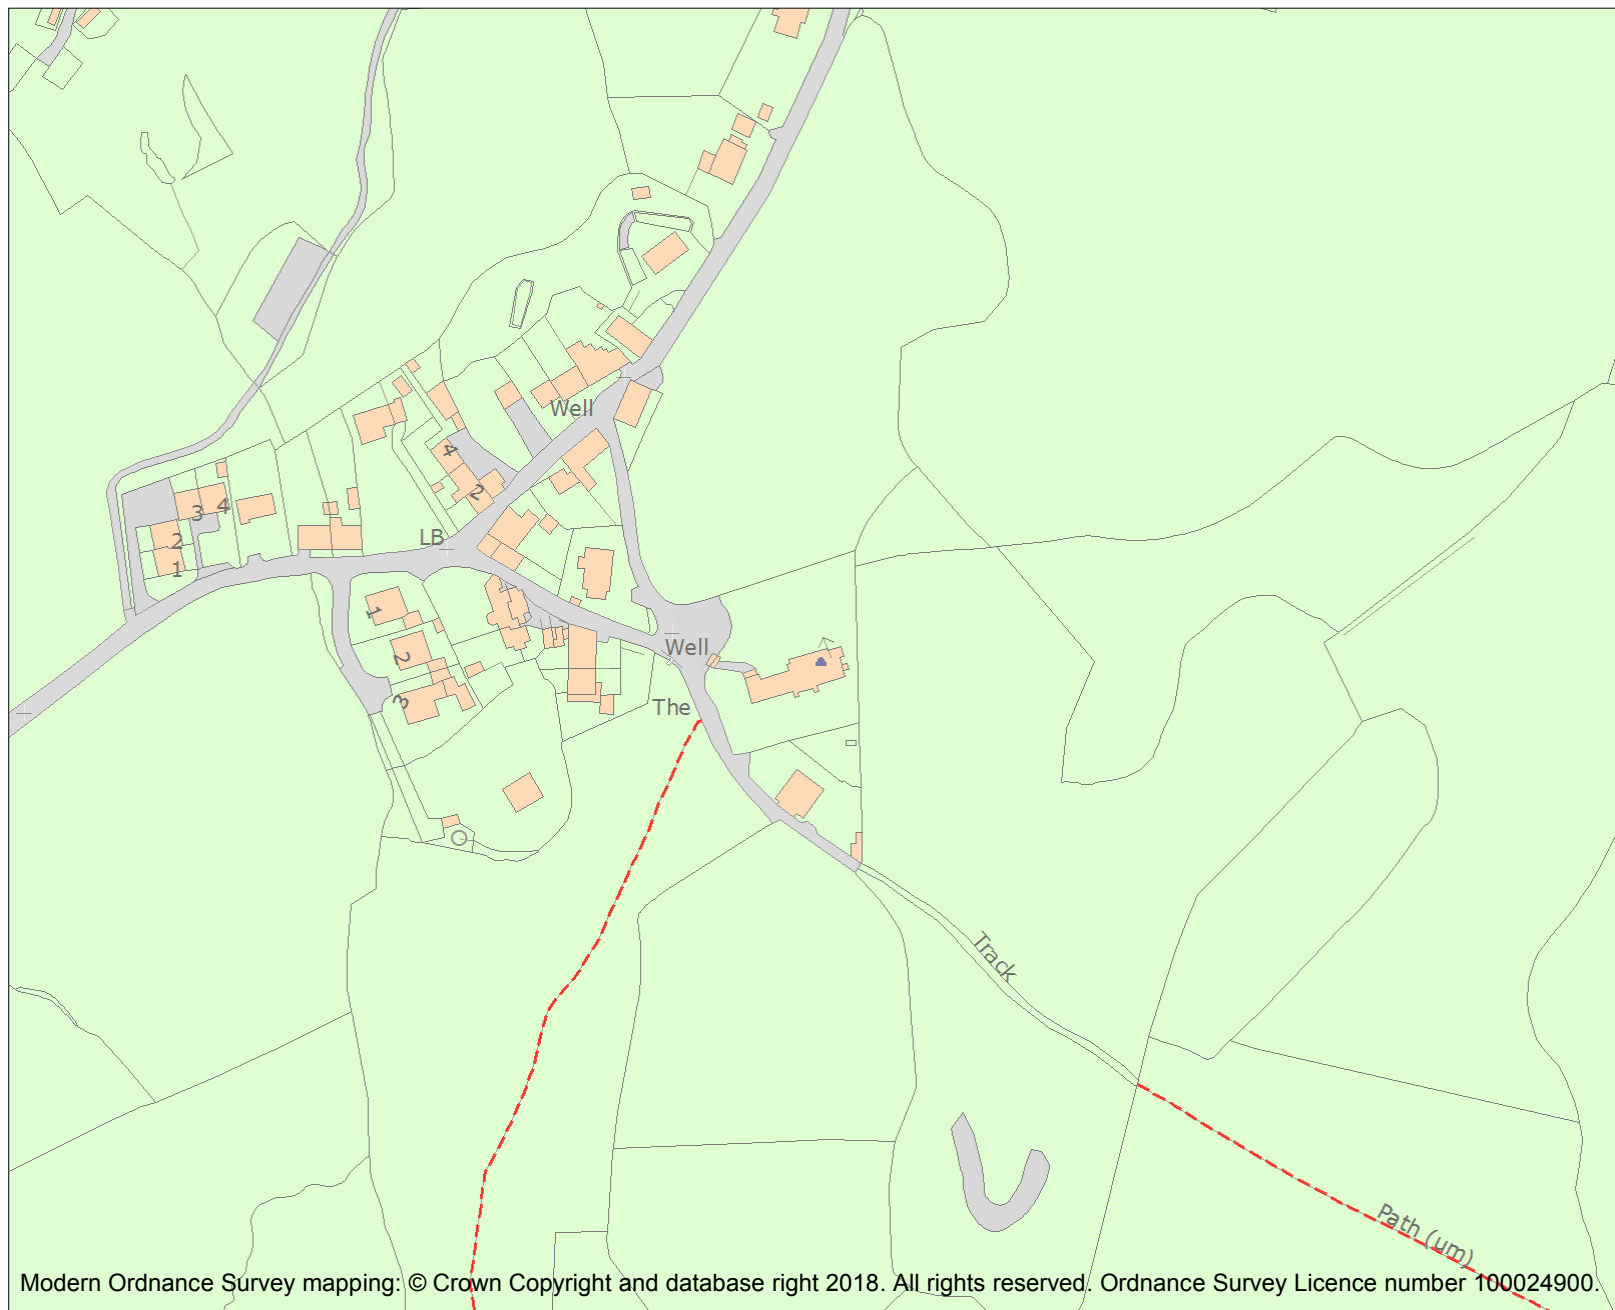 Well
4
2
3
4
LB
2
1
1
Well
2
3
The
Track
Path (um)
Modern Ordnance Survey mapping: © Crown Copyright and database right 2018. All rights reserved. Ordnance Survey Licence number 100024900.